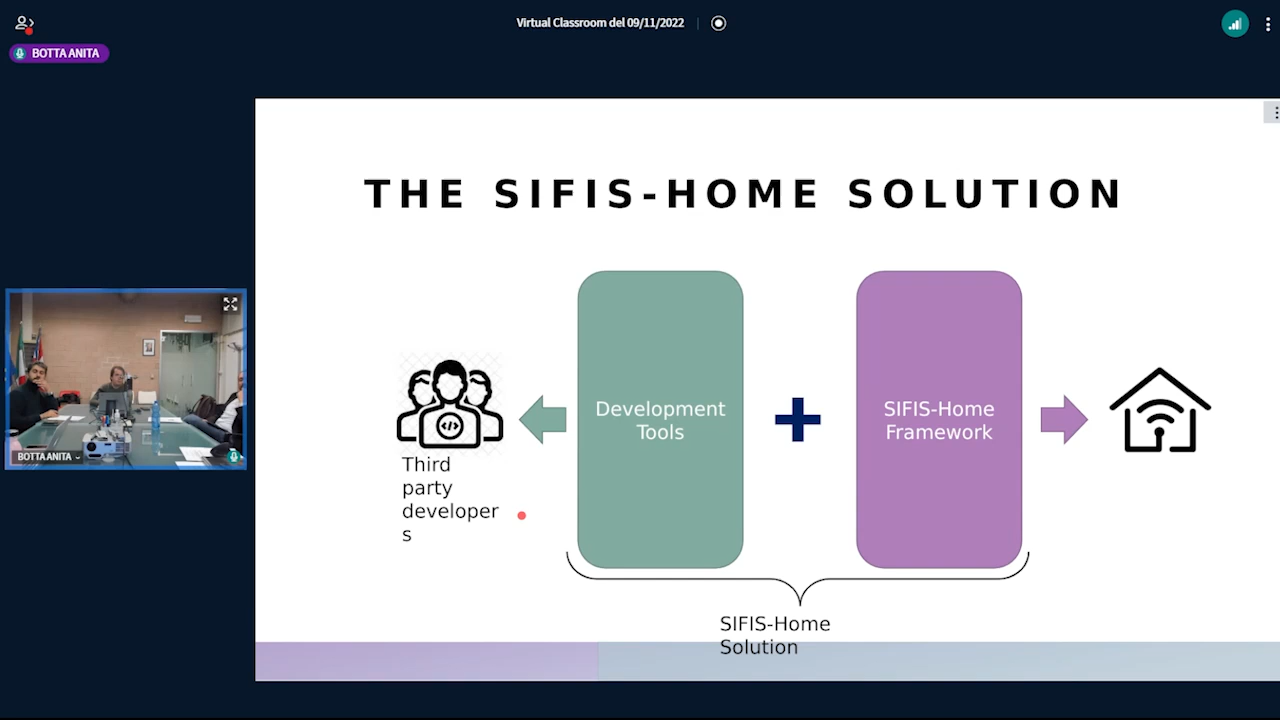 Virtual Classroom del 09/11/2022
BOTTA ANITA
THE SIFIS-HOME SOLUTION
Development
Tools
SIFIS-Home
Framework
</>
Third
party
developer
s
BOTTA ANITA
SIFIS-Home
Solution